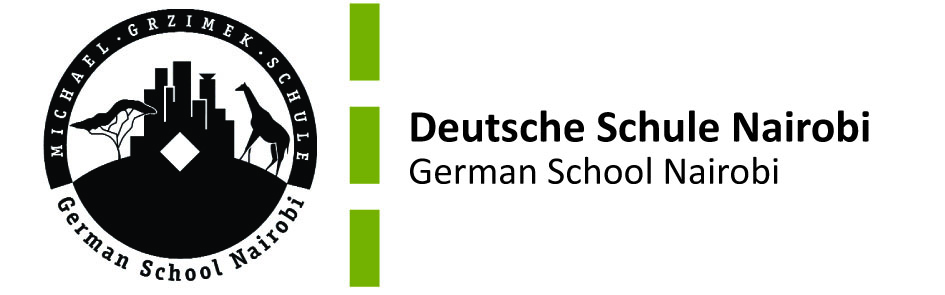 MICHAEL · GRZIMEK · SCHULE
German School Nairobi
Deutsche Schule Nairobi
German School Nairobi